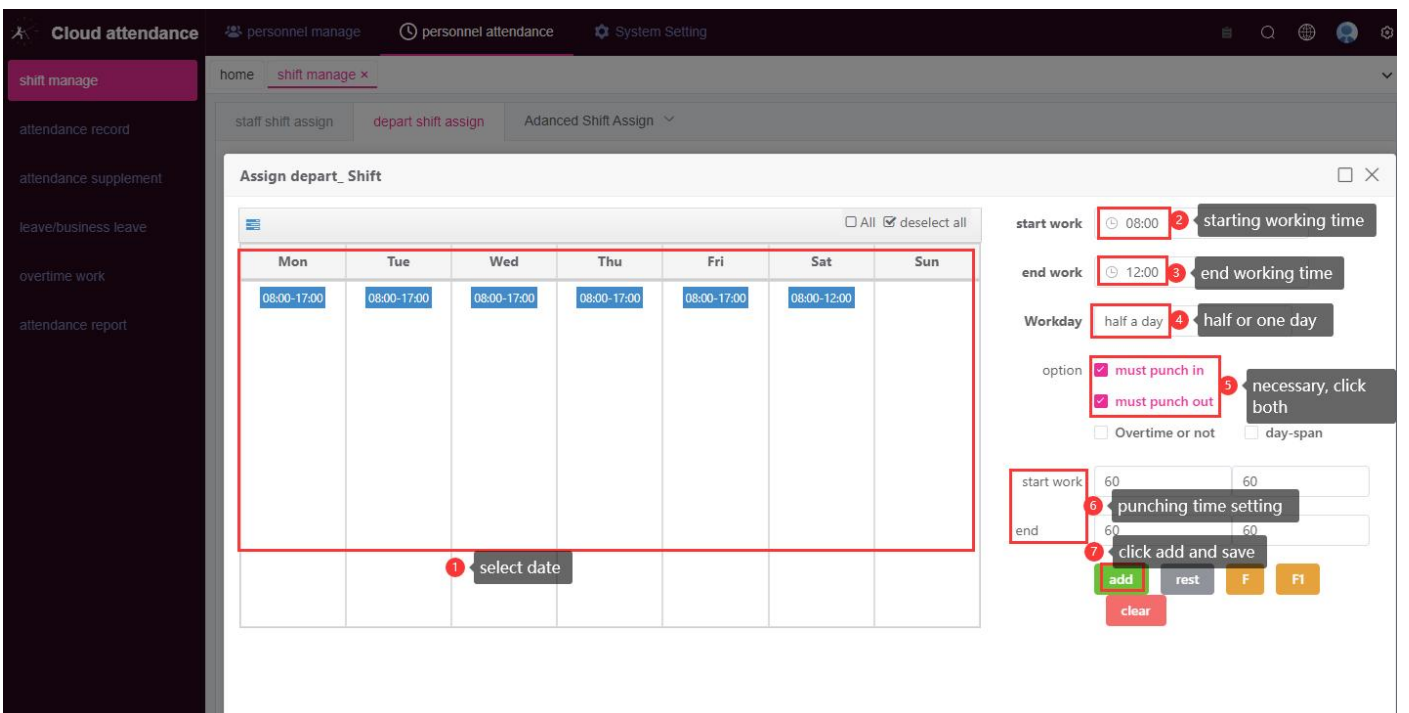 Cloud attendance
personnel manage
personnel attendance
System Setting
shift manage
home
shift manage ×
staff shift assign
depart shift assign
Adanced Shift Assign
attendance record
attendance supplement
leave/business leave
overtime work
attendance report
Assign depart_ Shift
All
deselect all
Mon Tue Wed Thu Fri Sat Sun
08:00-17:00 08:00-17:00 08:00-17:00 08:00-17:00 08:00-17:00 08:00-12:00
1 select date
start work 08:00 2 starting working time
end work 12:00 3 end working time
Workday half a day 4 half or one day
option must punch in
must punch out
5 necessary, click
both
Overtime or not day-span
start work 60 60
6 punching time setting
end 60 60
7 click add and save
add rest F F1
clear